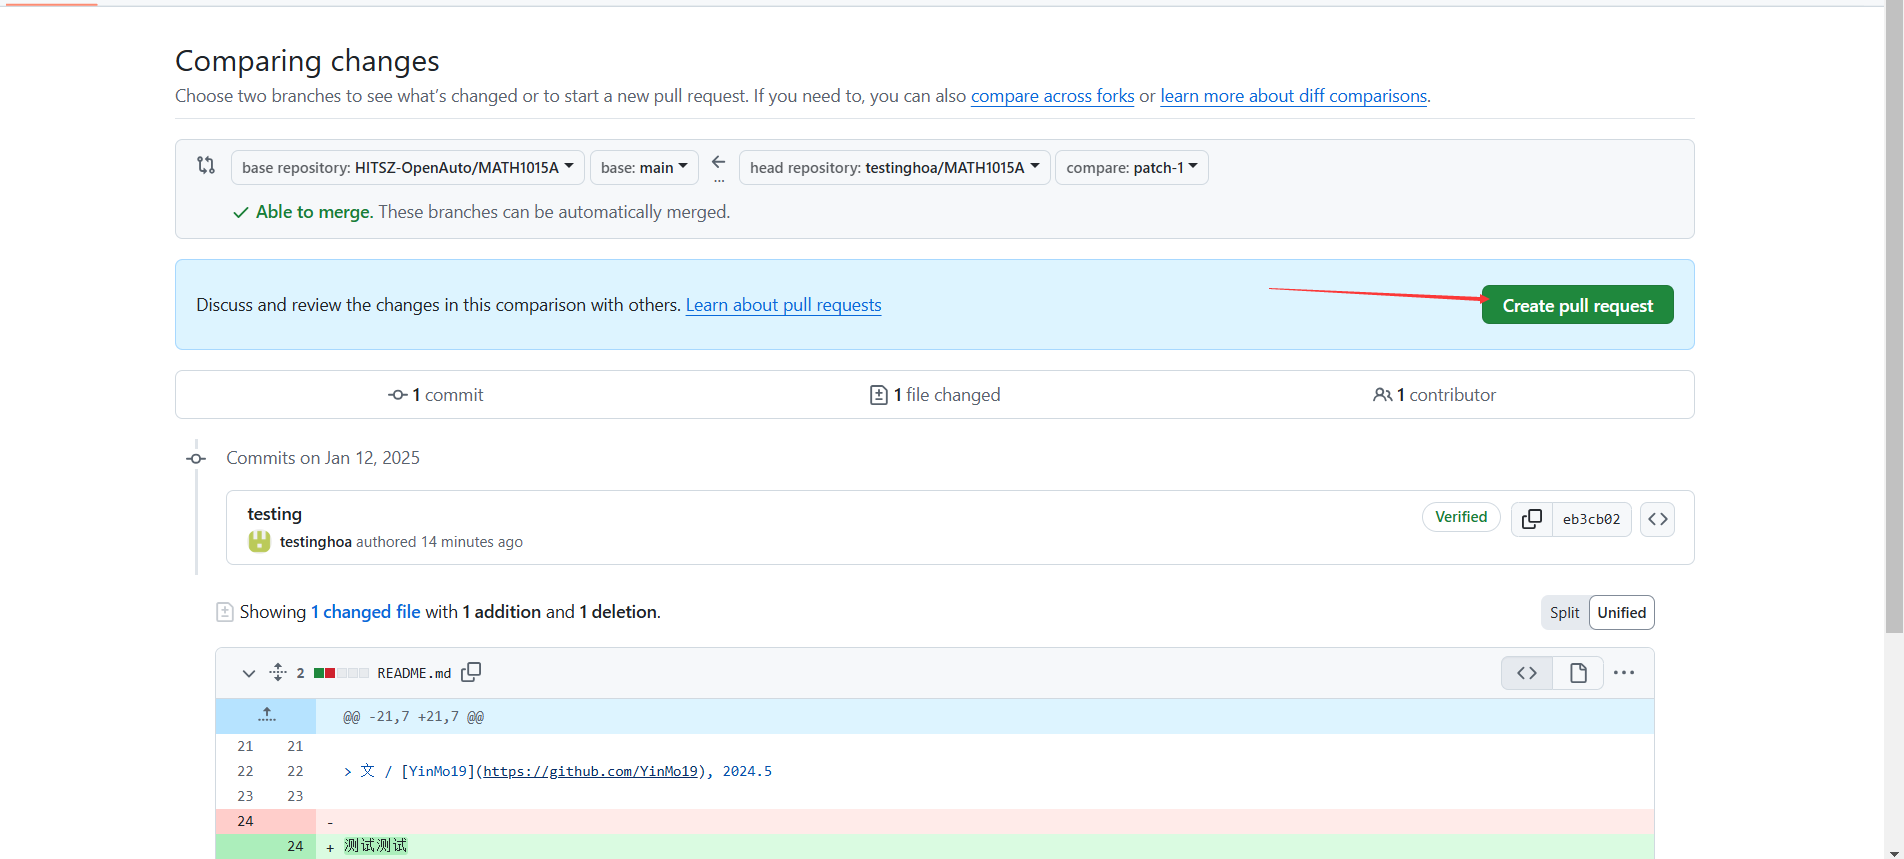 Comparing changes
Choose two branches to see what’s changed or to start a new pull request. If you need to, you can also compare across forks or learn more about diff comparisons.
base repository: HITSZ-OpenAuto/MATH1015A base: main ... head repository: testinghoa/MATH1015A compare: patch-1
Able to merge. These branches can be automatically merged.
Discuss and review the changes in this comparison with others. Learn about pull requests
Create pull request
1 commit 1 file changed 1 contributor
Commits on Jan 12, 2025
testing
Verified eb3cb02
testinghoa authored 14 minutes ago
Showing 1 changed file with 1 addition and 1 deletion.
Split Unified
2 README.md
@@ -21,7 +21,7 @@
21 21
22 22 > 文 / [YinMo19](https://github.com/YinMo19), 2024.5
23 23
24 -
24 + 测试测试